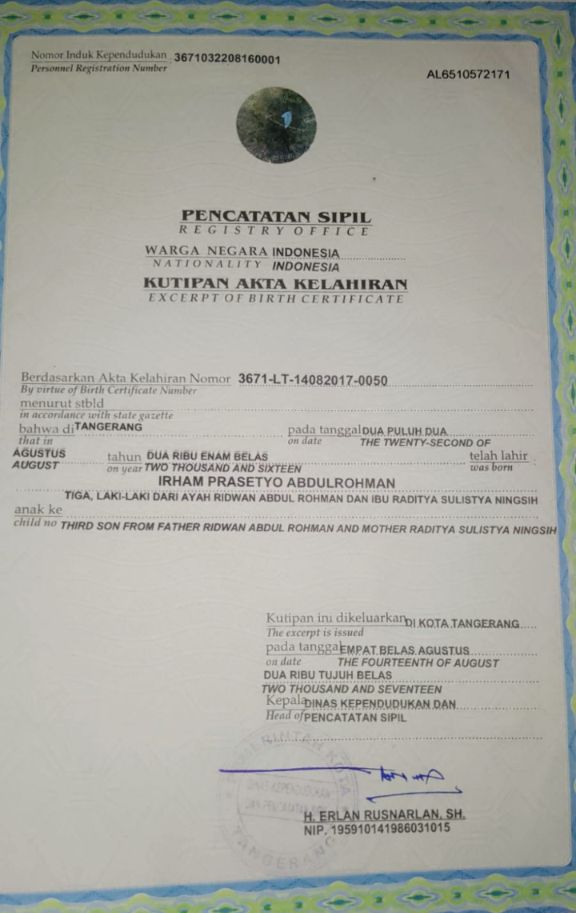 Nomor Induk Kependudukan 3671032208160001
Personnel Registration Number
AL6510572171
PENCATATAN SIPIL
REGISTRY OFFICE
WARGA NEGARA INDONESIA
NATIONALITY INDONESIA
KUTIPAN AKTA KELAHIRAN
EXCERPT OF BIRTH CERTIFICATE
Berdasarkan Akta Kelahiran Nomor 3671-LT-14082017-0050
By virtue of Birth Certificate Number
menurut stbld
in accordance with state gazette
bahwa di TANGERANG pada tanggal DUA PULUH DUA
that in on date THE TWENTY-SECOND OF
AGUSTUS tahun DUA RIBU ENAM BELAS telah lahir
AUGUST on year TWO THOUSAND AND SIXTEEN was born
IRHAM PRASETYO ABDULROHMAN
TIGA, LAKI-LAKI DARI AYAH RIDWAN ABDUL ROHMAN DAN IBU RADITYA SULISTYA NINGSIH
anak ke
child no THIRD SON FROM FATHER RIDWAN ABDUL ROHMAN AND MOTHER RADITYA SULISTYA NINGSIH
Kutipan ini dikeluarkan DI KOTA TANGERANG
The excerpt is issued
pada tanggal EMPAT BELAS AGUSTUS
on date THE FOURTEENTH OF AUGUST
DUA RIBU TUJUH BELAS
TWO THOUSAND AND SEVENTEEN
Kepala DINAS KEPENDUDUKAN DAN
Head of PENCATATAN SIPIL
H. ERLAN RUSNARLAN, SH.
NIP. 195910141986031015